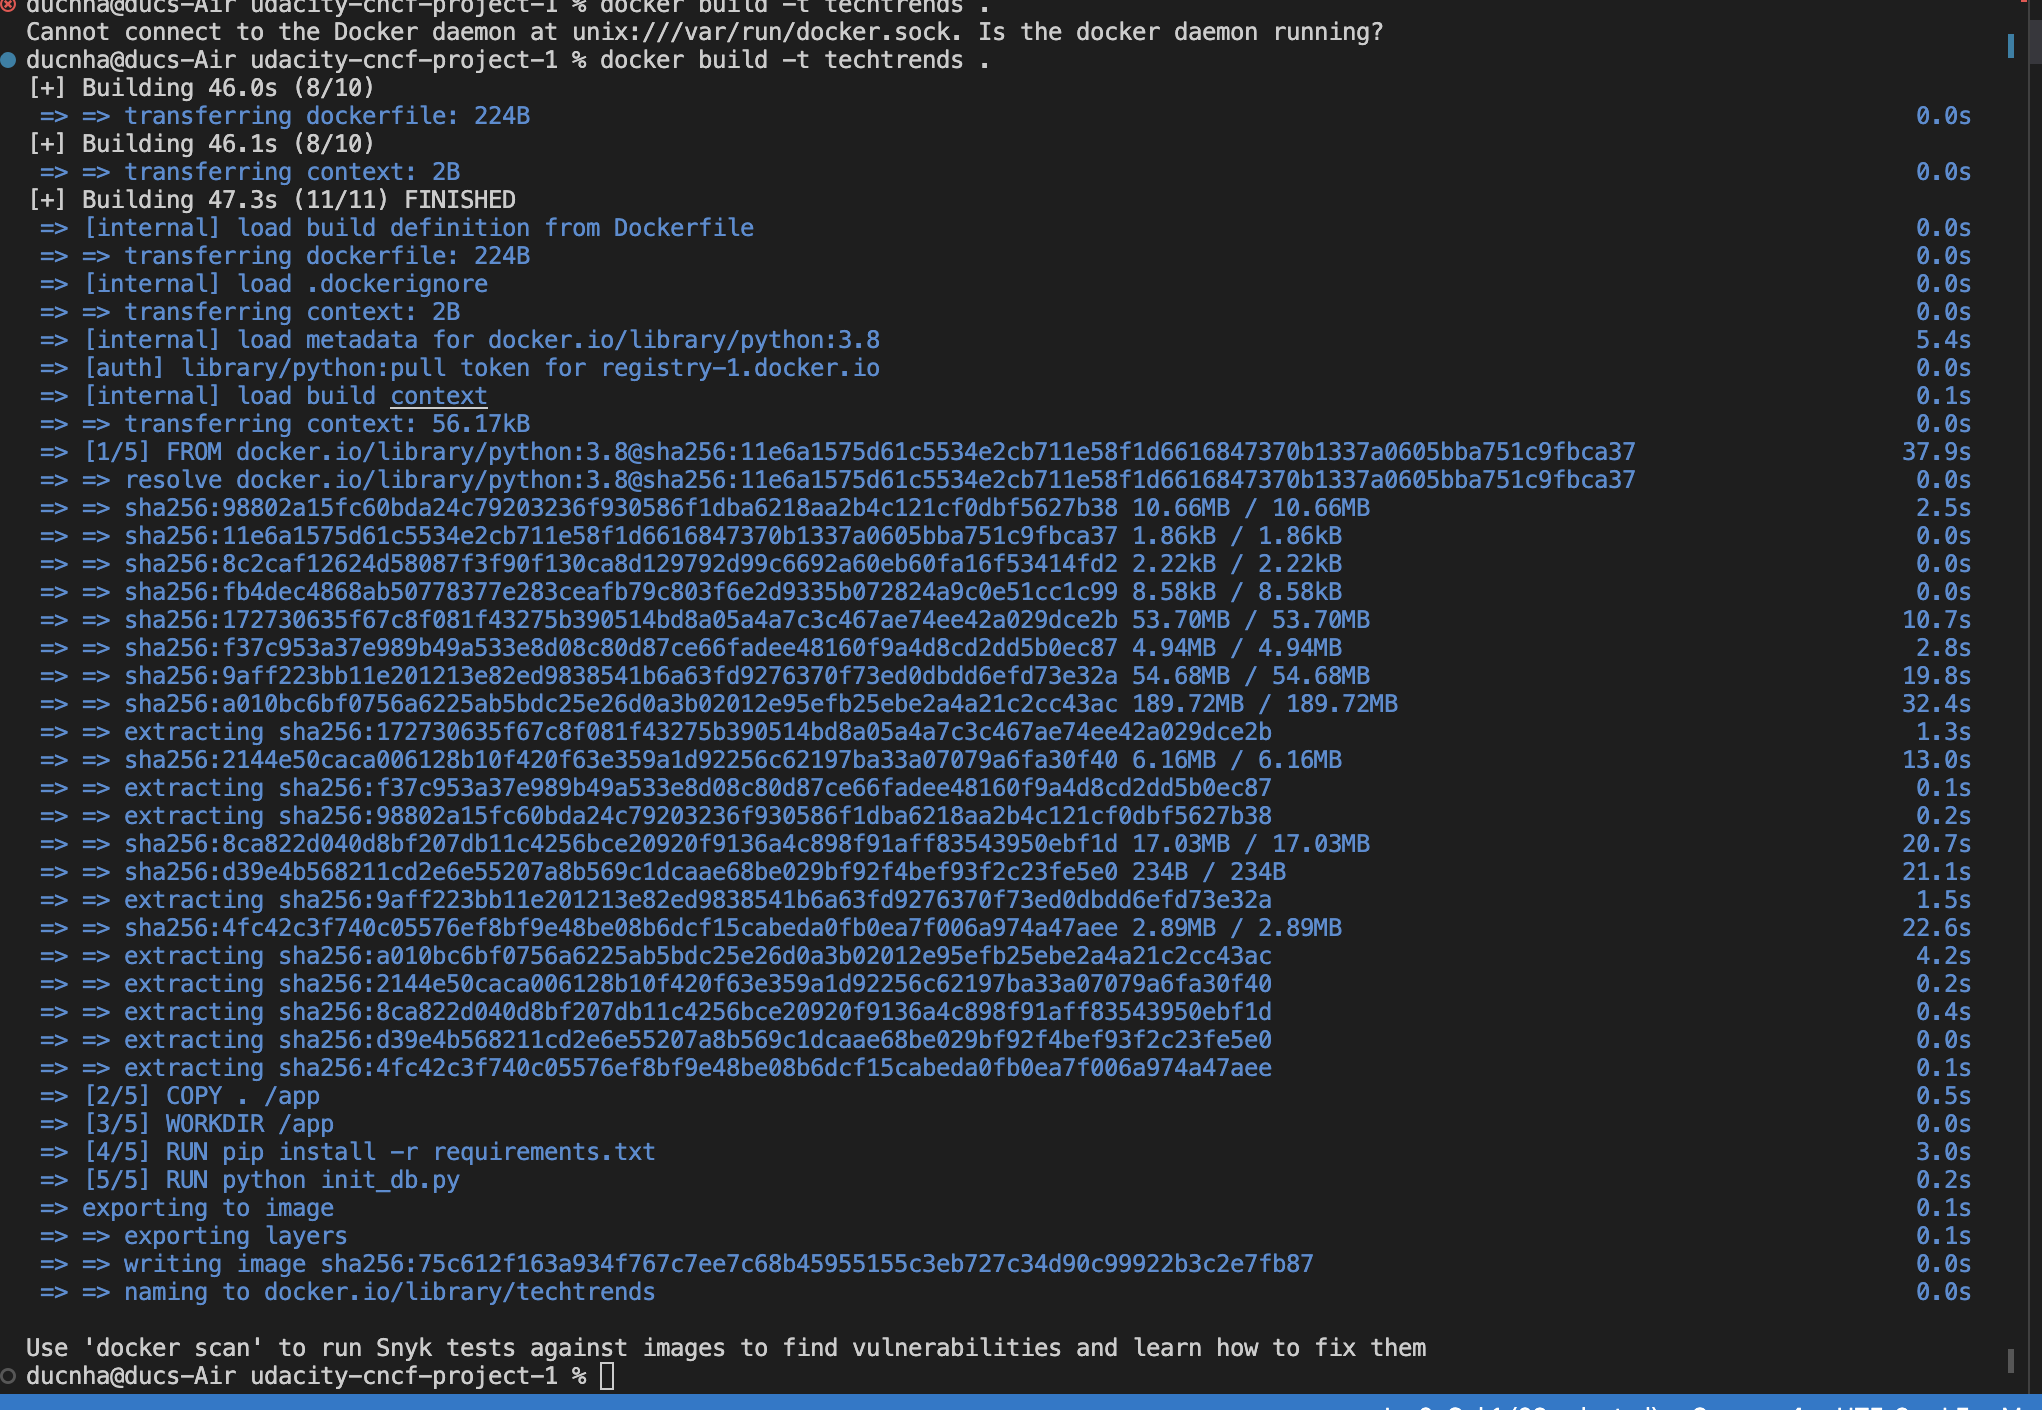 ducnha@ducs-Air udacity-cncf-project-1 % docker build -t techtrends .
Cannot connect to the Docker daemon at unix:///var/run/docker.sock. Is the docker daemon running?
ducnha@ducs-Air udacity-cncf-project-1 % docker build -t techtrends .
[+] Building 46.0s (8/10)
=> => transferring dockerfile: 224B 0.0s
[+] Building 46.1s (8/10)
=> => transferring context: 2B 0.0s
[+] Building 47.3s (11/11) FINISHED
=> [internal] load build definition from Dockerfile 0.0s
=> => transferring dockerfile: 224B 0.0s
=> [internal] load .dockerignore 0.0s
=> => transferring context: 2B 0.0s
=> [internal] load metadata for docker.io/library/python:3.8 5.4s
=> [auth] library/python:pull token for registry-1.docker.io 0.0s
=> [internal] load build context 0.1s
=> => transferring context: 56.17kB 0.0s
=> [1/5] FROM docker.io/library/python:3.8@sha256:11e6a1575d61c5534e2cb711e58f1d6616847370b1337a0605bba751c9fbca37 37.9s
=> => resolve docker.io/library/python:3.8@sha256:11e6a1575d61c5534e2cb711e58f1d6616847370b1337a0605bba751c9fbca37 0.0s
=> => sha256:98802a15fc60bda24c79203236f930586f1dba6218aa2b4c121cf0dbf5627b38 10.66MB / 10.66MB 2.5s
=> => sha256:11e6a1575d61c5534e2cb711e58f1d6616847370b1337a0605bba751c9fbca37 1.86kB / 1.86kB 0.0s
=> => sha256:8c2caf12624d58087f3f90f130ca8d129792d99c6692a60eb60fa16f53414fd2 2.22kB / 2.22kB 0.0s
=> => sha256:fb4dec4868ab50778377e283ceafb79c803f6e2d9335b072824a9c0e51cc1c99 8.58kB / 8.58kB 0.0s
=> => sha256:172730635f67c8f081f43275b390514bd8a05a4a7c3c467ae74ee42a029dce2b 53.70MB / 53.70MB 10.7s
=> => sha256:f37c953a37e989b49a533e8d08c80d87ce66fadee48160f9a4d8cd2dd5b0ec87 4.94MB / 4.94MB 2.8s
=> => sha256:9aff223bb11e201213e82ed9838541b6a63fd9276370f73ed0dbdd6efd73e32a 54.68MB / 54.68MB 19.8s
=> => sha256:a010bc6bf0756a6225ab5bdc25e26d0a3b02012e95efb25ebe2a4a21c2cc43ac 189.72MB / 189.72MB 32.4s
=> => extracting sha256:172730635f67c8f081f43275b390514bd8a05a4a7c3c467ae74ee42a029dce2b 1.3s
=> => sha256:2144e50caca006128b10f420f63e359a1d92256c62197ba33a07079a6fa30f40 6.16MB / 6.16MB 13.0s
=> => extracting sha256:f37c953a37e989b49a533e8d08c80d87ce66fadee48160f9a4d8cd2dd5b0ec87 0.1s
=> => extracting sha256:98802a15fc60bda24c79203236f930586f1dba6218aa2b4c121cf0dbf5627b38 0.2s
=> => sha256:8ca822d040d8bf207db11c4256bce20920f9136a4c898f91aff83543950ebf1d 17.03MB / 17.03MB 20.7s
=> => sha256:d39e4b568211cd2e6e55207a8b569c1dcaae68be029bf92f4bef93f2c23fe5e0 234B / 234B 21.1s
=> => extracting sha256:9aff223bb11e201213e82ed9838541b6a63fd9276370f73ed0dbdd6efd73e32a 1.5s
=> => sha256:4fc42c3f740c05576ef8bf9e48be08b6dcf15cabeda0fb0ea7f006a974a47aee 2.89MB / 2.89MB 22.6s
=> => extracting sha256:a010bc6bf0756a6225ab5bdc25e26d0a3b02012e95efb25ebe2a4a21c2cc43ac 4.2s
=> => extracting sha256:2144e50caca006128b10f420f63e359a1d92256c62197ba33a07079a6fa30f40 0.2s
=> => extracting sha256:8ca822d040d8bf207db11c4256bce20920f9136a4c898f91aff83543950ebf1d 0.4s
=> => extracting sha256:d39e4b568211cd2e6e55207a8b569c1dcaae68be029bf92f4bef93f2c23fe5e0 0.0s
=> => extracting sha256:4fc42c3f740c05576ef8bf9e48be08b6dcf15cabeda0fb0ea7f006a974a47aee 0.1s
=> [2/5] COPY . /app 0.5s
=> [3/5] WORKDIR /app 0.0s
=> [4/5] RUN pip install -r requirements.txt 3.0s
=> [5/5] RUN python init_db.py 0.2s
=> exporting to image 0.1s
=> => exporting layers 0.1s
=> => writing image sha256:75c612f163a934f767c7ee7c68b45955155c3eb727c34d90c99922b3c2e7fb87 0.0s
=> => naming to docker.io/library/techtrends 0.0s
Use 'docker scan' to run Snyk tests against images to find vulnerabilities and learn how to fix them
ducnha@ducs-Air udacity-cncf-project-1 %